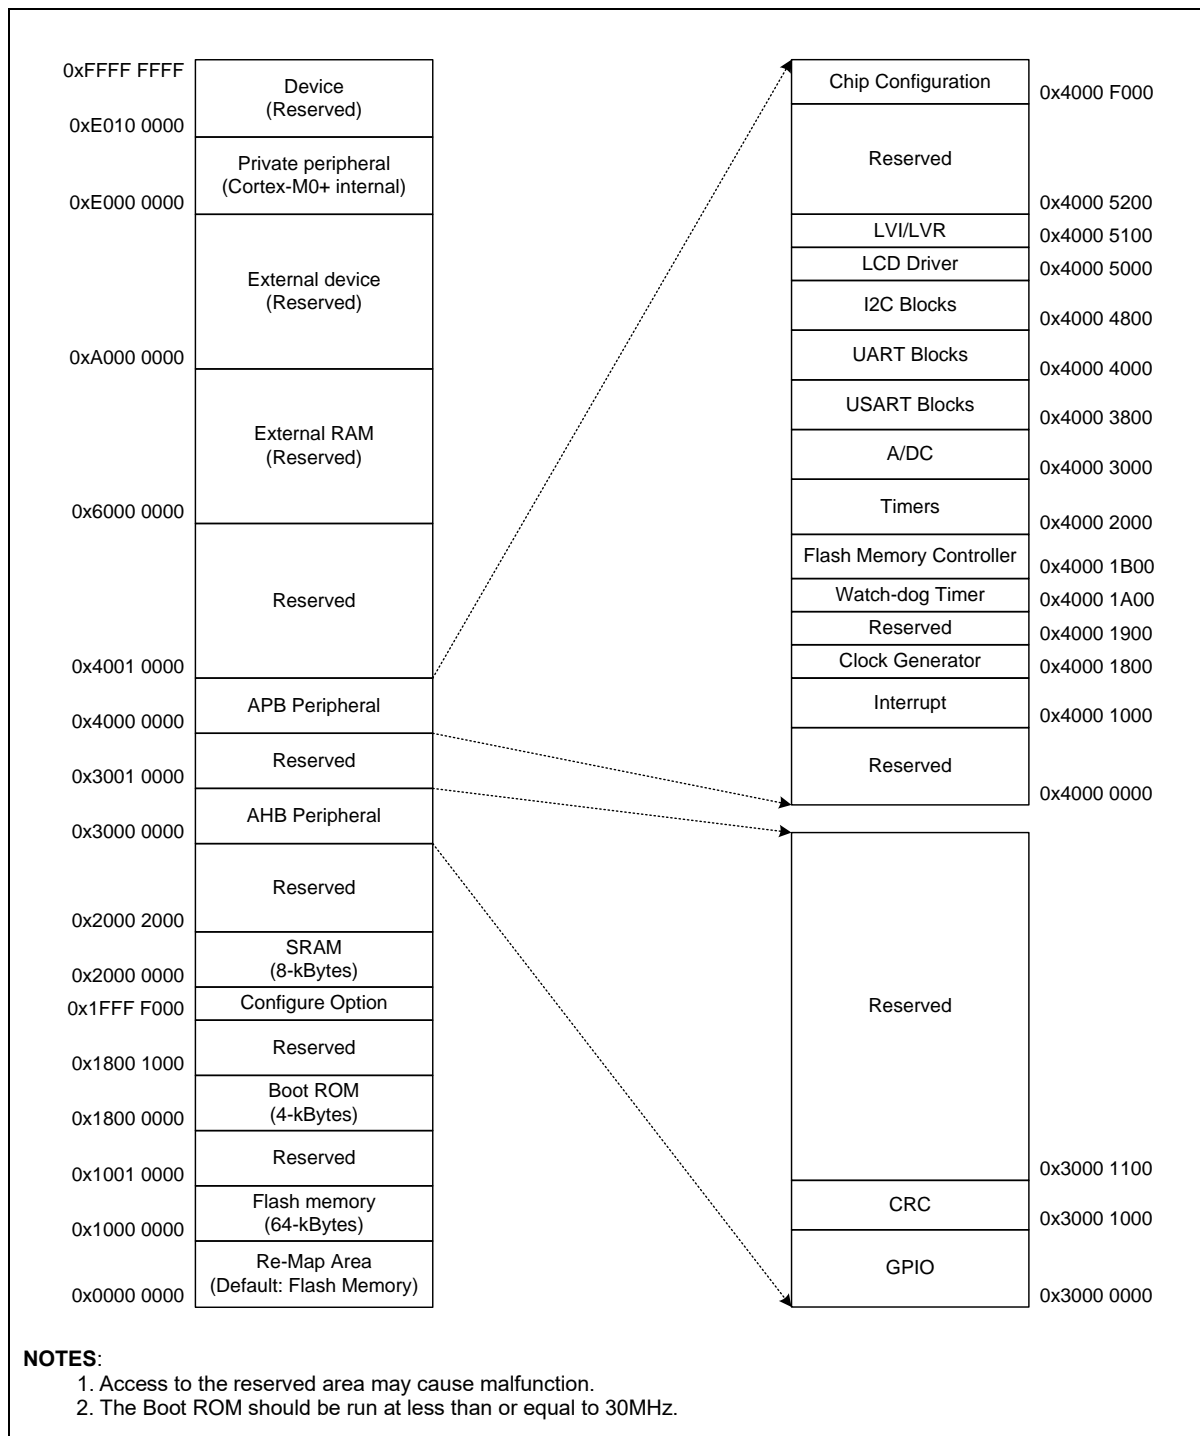 0xFFFF FFFF
Device
(Reserved)
0xE010 0000
Private peripheral
(Cortex-M0+ internal)
0xE000 0000
External device
(Reserved)
0xA000 0000
External RAM
(Reserved)
0x6000 0000
Reserved
0x4001 0000
APB Peripheral
0x4000 0000
Reserved
0x3001 0000
AHB Peripheral
0x3000 0000
Reserved
0x2000 2000
SRAM
(8-kBytes)
0x2000 0000
Configure Option
0x1FFF F000
Reserved
0x1800 1000
Boot ROM
(4-kBytes)
0x1800 0000
Reserved
0x1001 0000
Flash memory
(64-kBytes)
0x1000 0000
Re-Map Area
(Default: Flash Memory)
0x0000 0000
Chip Configuration
0x4000 F000
Reserved
0x4000 5200
LVI/LVR
0x4000 5100
LCD Driver
0x4000 5000
I2C Blocks
0x4000 4800
UART Blocks
0x4000 4000
USART Blocks
0x4000 3800
A/DC
0x4000 3000
Timers
0x4000 2000
Flash Memory Controller
0x4000 1B00
Watch-dog Timer
0x4000 1A00
Reserved
0x4000 1900
Clock Generator
0x4000 1800
Interrupt
0x4000 1000
Reserved
0x4000 0000
Reserved
0x3000 1100
CRC
0x3000 1000
GPIO
0x3000 0000
NOTES:
1. Access to the reserved area may cause malfunction.
2. The Boot ROM should be run at less than or equal to 30MHz.